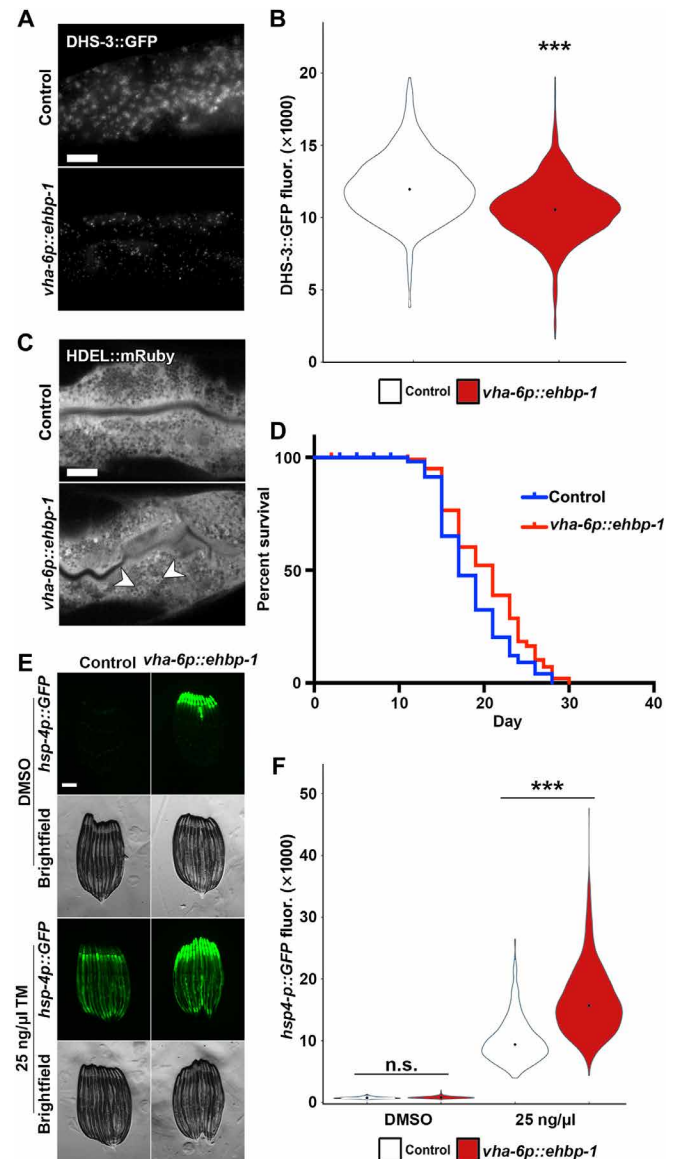 A
DHS-3::GFP
Control
vha-6p::ehbp-1
B
***
DHS-3::GFP fluor. (×1000)
20
15
10
5
0
Control
vha-6p::ehbp-1
C
HDEL::mRuby
Control
vha-6p::ehbp-1
D
Percent survival
100
50
0
0 10 20 30 40
Day
Control
vha-6p::ehbp-1
E
Control vha-6p::ehbp-1
DMSO
hsp-4p::GFP
Brightfield
25 ng/µl TM
hsp-4p::GFP
Brightfield
F
***
n.s.
hsp4-p::GFP fluor. (×1000)
50
40
30
20
10
0
DMSO 25 ng/µl
Control
vha-6p::ehbp-1